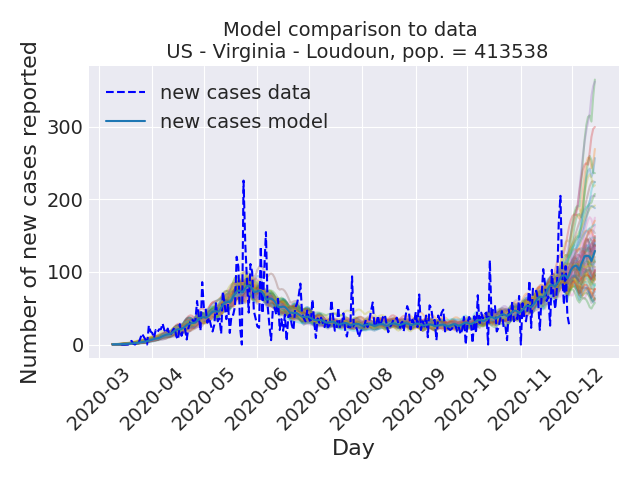 Model comparison to data
US - Virginia - Loudoun, pop. = 413538
Number of new cases reported
new cases data
new cases model
300
200
100
0
2020-03
2020-04
2020-05
2020-06
2020-07
2020-08
2020-09
2020-10
2020-11
2020-12
Day